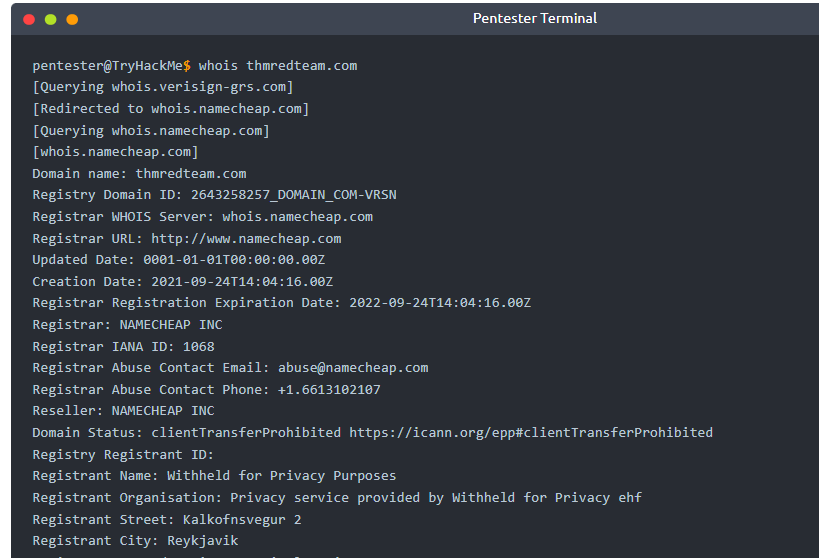 Pentester Terminal
pentester@TryHackMe$ whois thmredteam.com
[Querying whois.verisign-grs.com]
[Redirected to whois.namecheap.com]
[Querying whois.namecheap.com]
[whois.namecheap.com]
Domain name: thmredteam.com
Registry Domain ID: 2643258257_DOMAIN_COM-VRSN
Registrar WHOIS Server: whois.namecheap.com
Registrar URL: http://www.namecheap.com
Updated Date: 0001-01-01T00:00:00.00Z
Creation Date: 2021-09-24T14:04:16.00Z
Registrar Registration Expiration Date: 2022-09-24T14:04:16.00Z
Registrar: NAMECHEAP INC
Registrar IANA ID: 1068
Registrar Abuse Contact Email: abuse@namecheap.com
Registrar Abuse Contact Phone: +1.6613102107
Reseller: NAMECHEAP INC
Domain Status: clientTransferProhibited https://icann.org/epp#clientTransferProhibited
Registry Registrant ID:
Registrant Name: Withheld for Privacy Purposes
Registrant Organisation: Privacy service provided by Withheld for Privacy ehf
Registrant Street: Kalkofnsvegur 2
Registrant City: Reykjavik